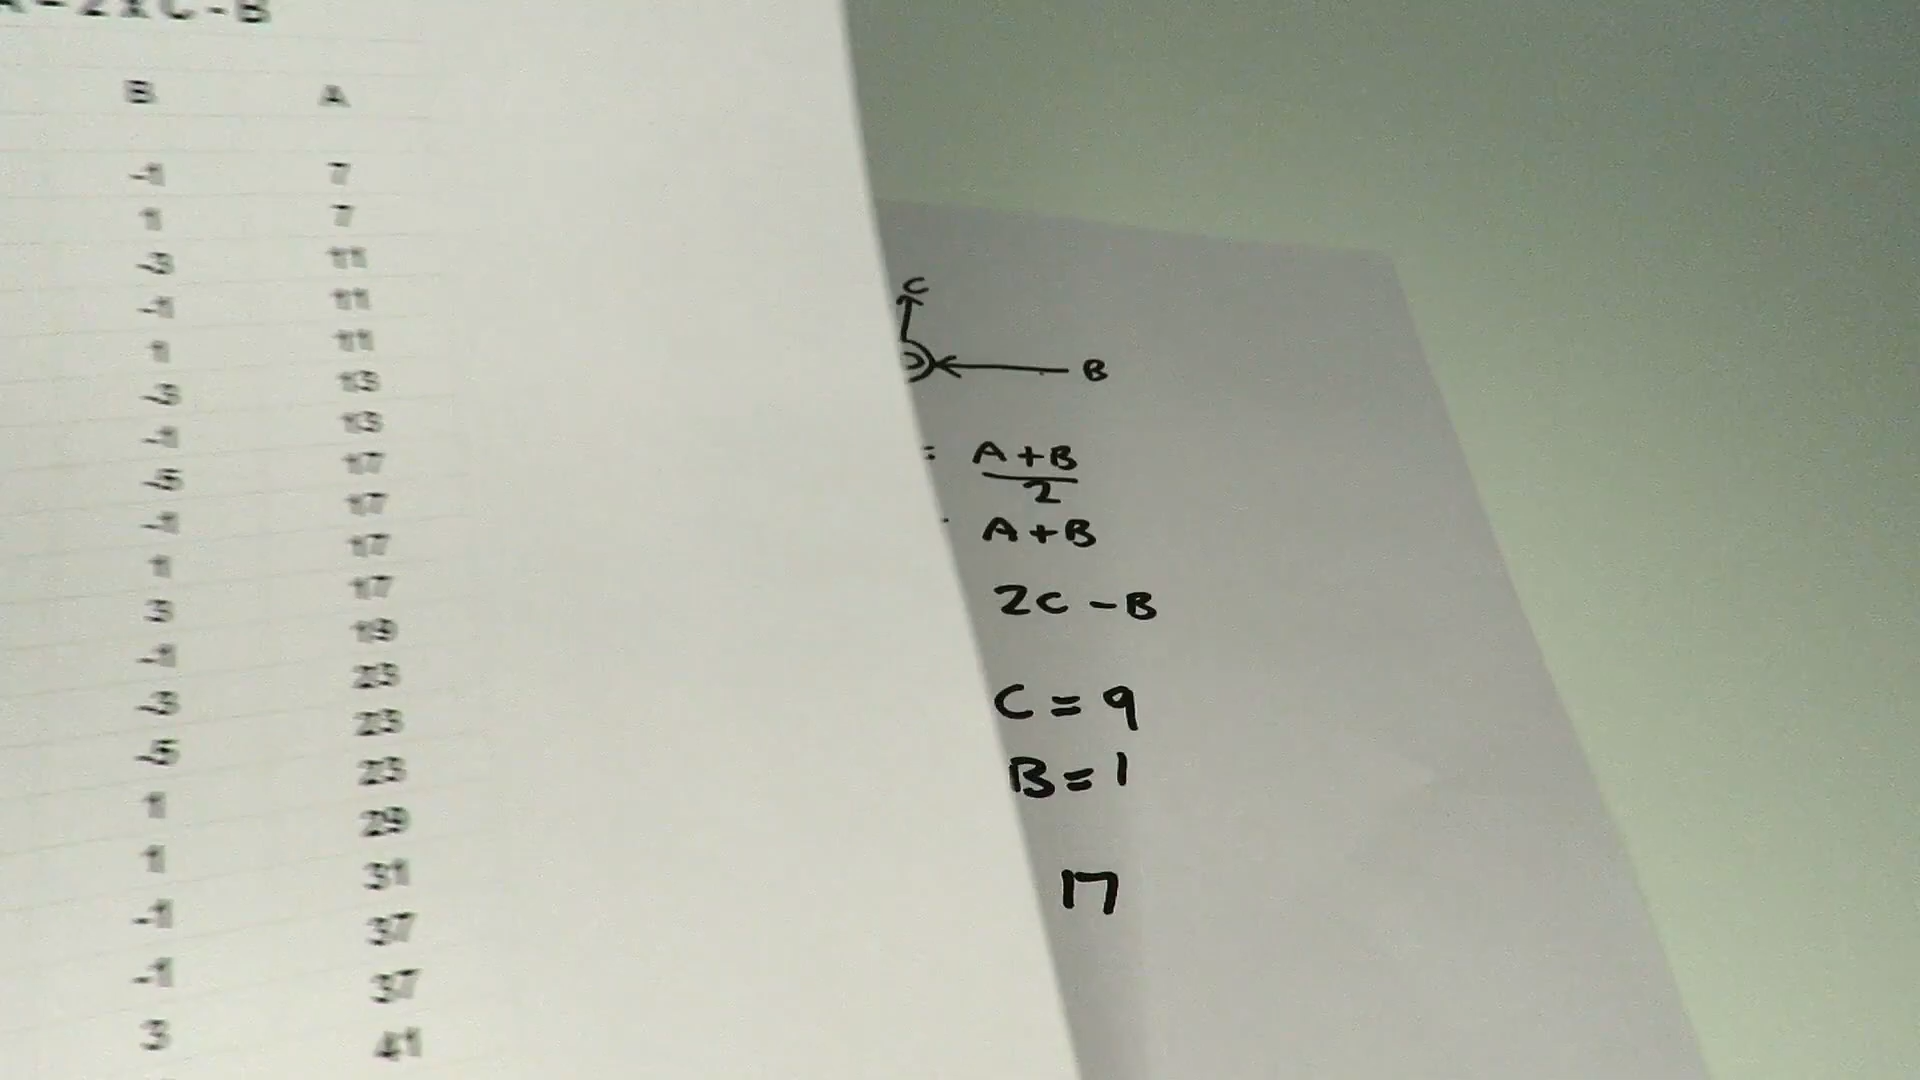 A=2xC-B
B A
-1 7
1 7
-3 11
-1 11
1 11
-3 13
-1 13
-5 17
-1 17
1 17
3 17
-1 19
-3 23
-5 23
1 23
1 29
-1 31
-1 37
3 37
41
C
B
= A+B
2
A+B
2C-B
C=9
B=1
17